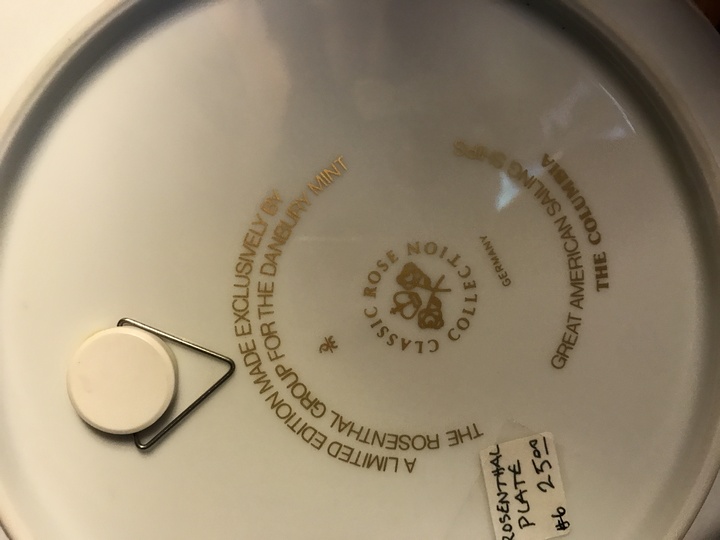 GREAT AMERICAN SAILING SHIPS
THE COLUMBIA
GERMANY
CLASSIC ROSE
COLLECTION
A LIMITED EDITION MADE EXCLUSIVELY BY
THE ROSENTHAL GROUP FOR THE DANBURY MINT
ROSENTHAL
PLATE
#6 25⁰⁰